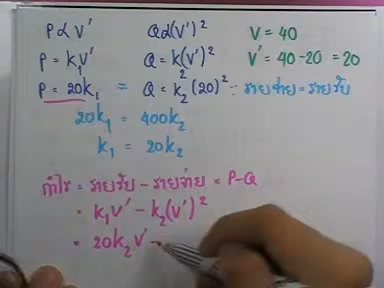 P α V' Q α (V')² V = 40
P = k₁V' Q = k₂(V')² V' = 40 - 20 = 20
P = 20k₁ = Q = k₂(20)² ∵ รายจ่าย = รายรับ
20k₁ = 400k₂
k₁ = 20k₂
กำไร = รายรับ - รายจ่าย = P - Q
= k₁V' - k₂(V')²
= 20k₂V' -